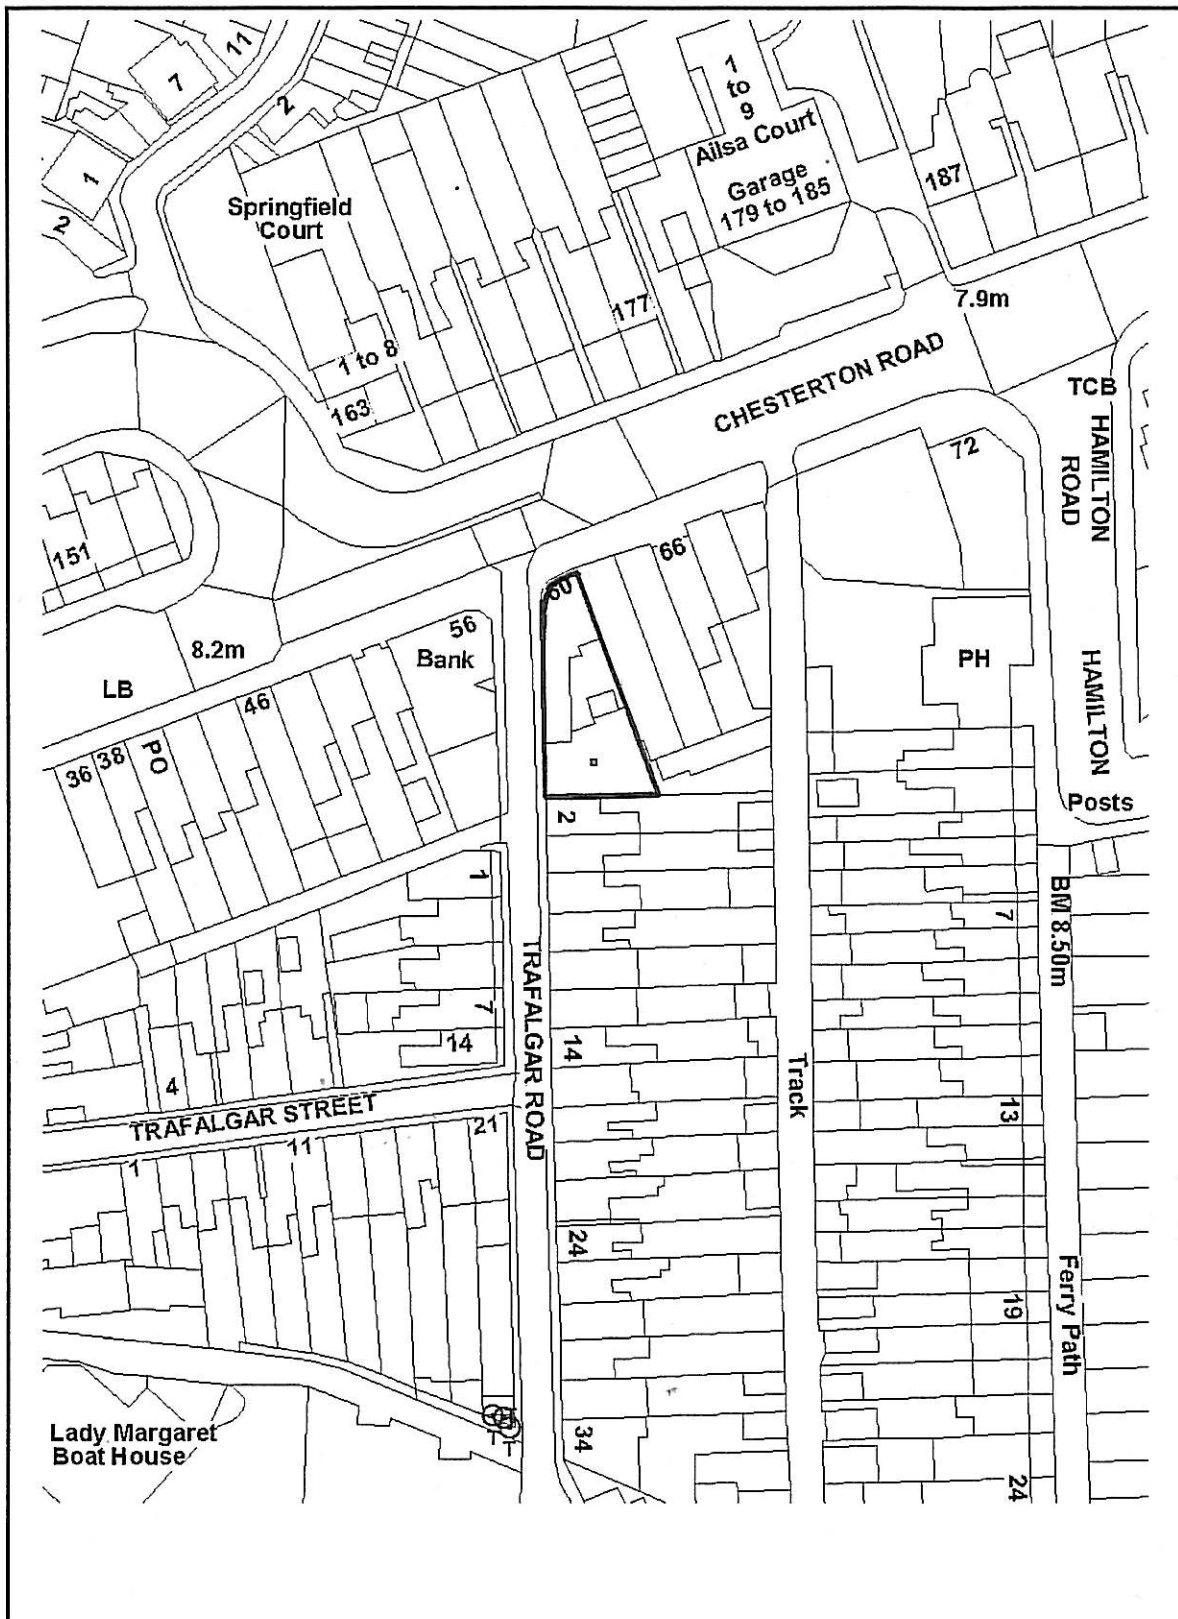 11
7
2
1
2
1
to
9
Ailsa Court
Garage
179 to 185
187
Springfield
Court
177
7.9m
1 to 8
163
CHESTERTON ROAD
TCB
HAMILTON
ROAD
72
151
66
60
56
Bank
8.2m
LB
46
PH
HAMILTON
36
38
PO
Posts
2
1
7
BM 8.50m
TRAFALGAR ROAD
7
14
14
Track
4
TRAFALGAR STREET
13
21
11
1
24
19
Ferry Path
Lady Margaret
Boat House
T
T
34
24